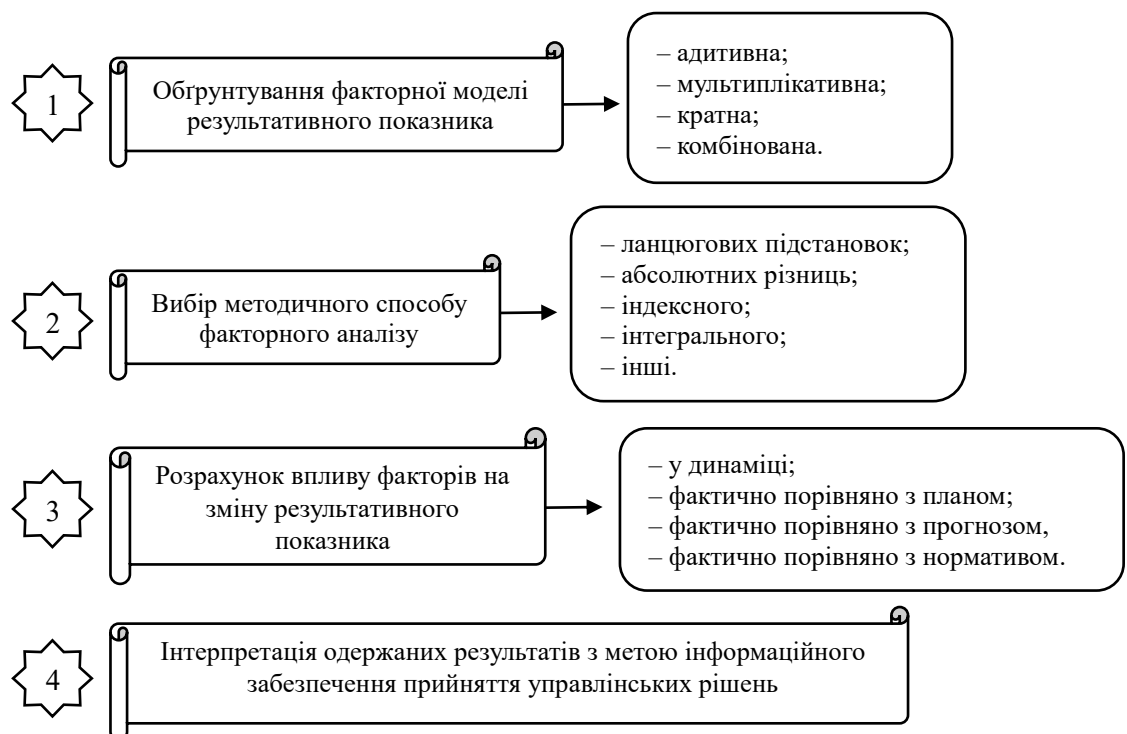 1
Обґрунтування факторної моделі
результативного показника
– адитивна;
– мультиплікативна;
– кратна;
– комбінована.
2
Вибір методичного способу
факторного аналізу
– ланцюгових підстановок;
– абсолютних різниць;
– індексного;
– інтегрального;
– інші.
3
Розрахунок впливу факторів на
зміну результативного
показника
– у динаміці;
– фактично порівняно з планом;
– фактично порівняно з прогнозом,
– фактично порівняно з нормативом.
4
Інтерпретація одержаних результатів з метою інформаційного
забезпечення прийняття управлінських рішень